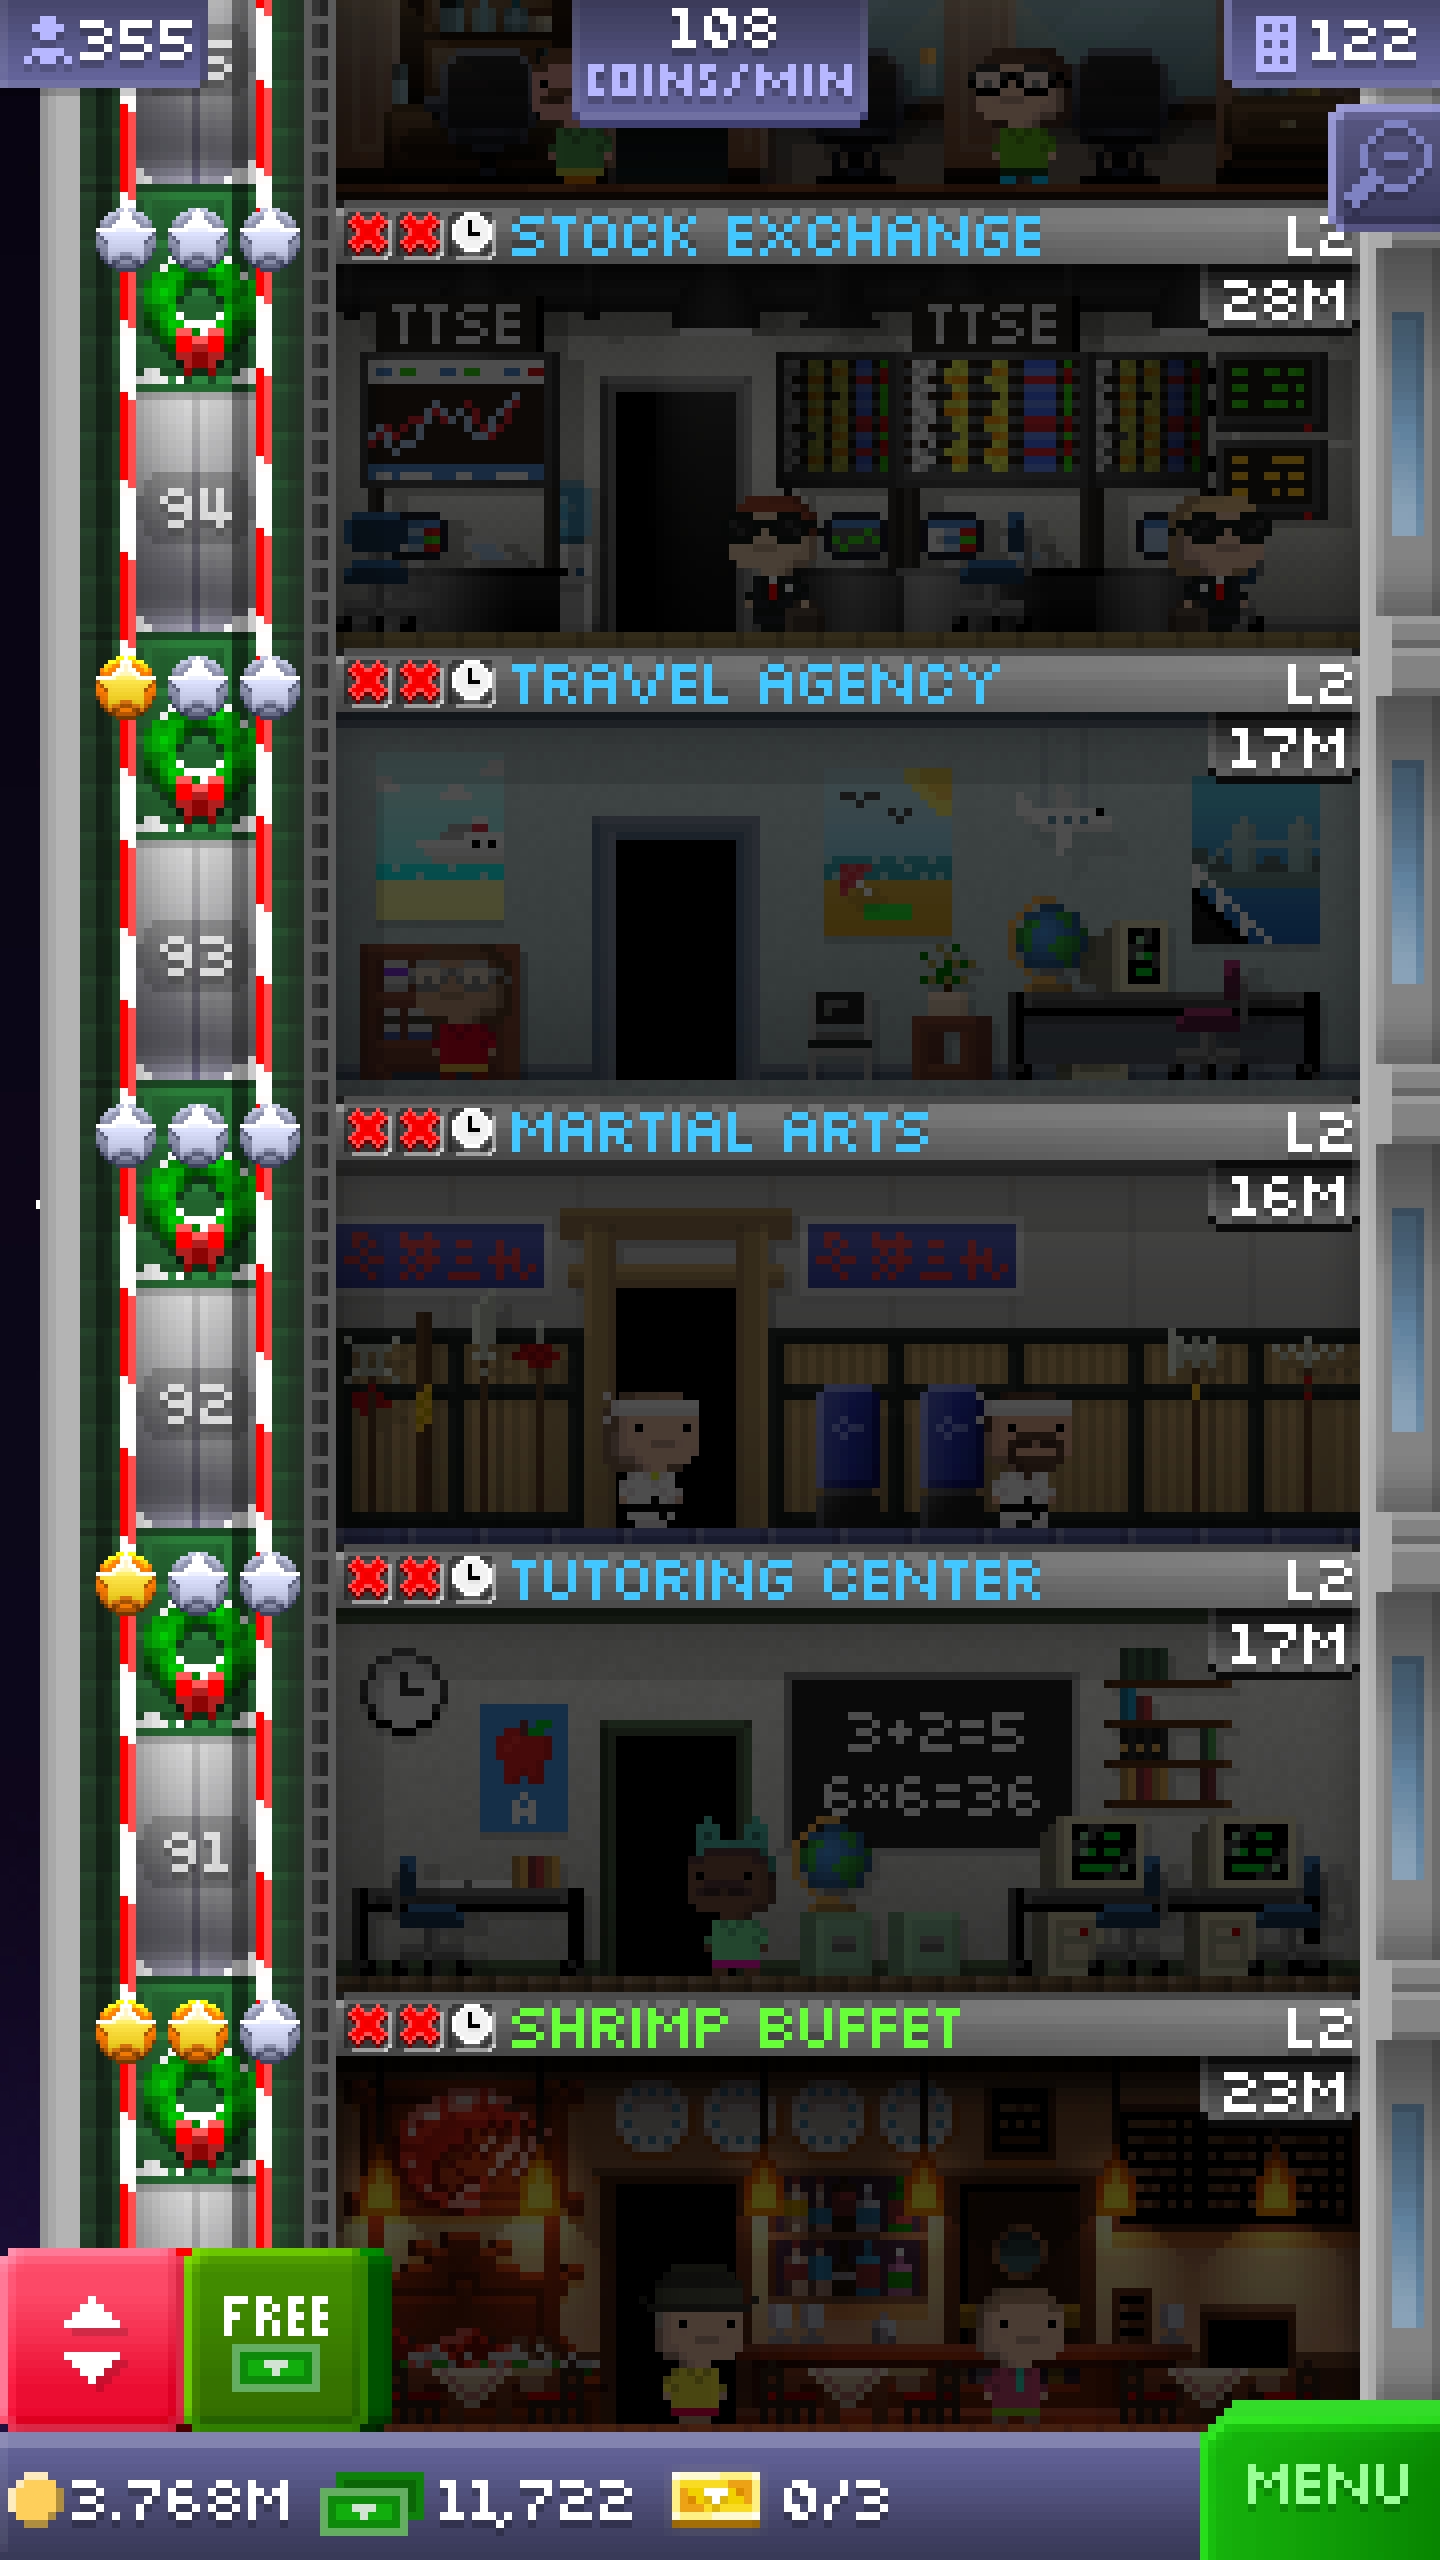 355
108
COINS/MIN
122
STOCK EXCHANGE L2
28M
TTSE TTSE
94
TRAVEL AGENCY L2
17M
93
MARTIAL ARTS L2
16M
92
TUTORING CENTER L2
17M
3+2=5
6x6=36
A
91
SHRIMP BUFFET L2
23M
FREE
3.768M 11,722 0/3
MENU